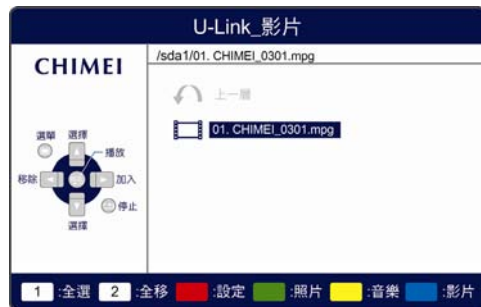 U-Link_影片
CHIMEI
/sda1/01. CHIMEI_0301.mpg
上一層
01. CHIMEI_0301.mpg
選單 選擇
播放
移除 加入
停止
選擇
1 :全選 2 :全移 :設定 :照片 :音樂 :影片